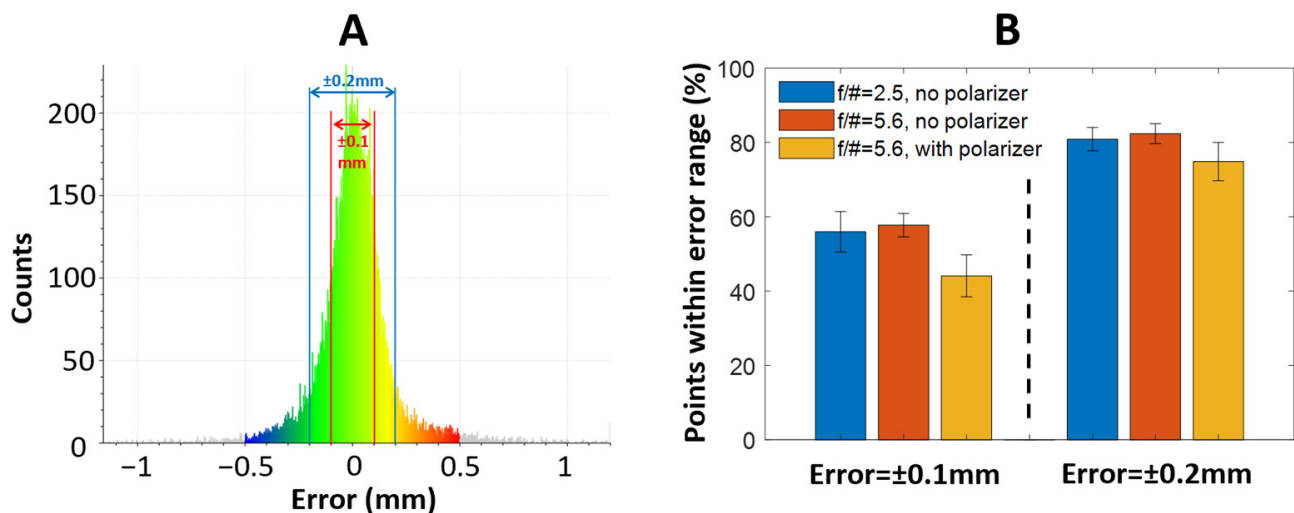 A
±0.2mm
±0.1
mm
200
150
100
50
0
Counts
−1
−0.5
0
0.5
1
Error (mm)
B
Points within error range (%)
100
80
60
40
20
0
f/#=2.5, no polarizer
f/#=5.6, no polarizer
f/#=5.6, with polarizer
Error=±0.1mm
Error=±0.2mm